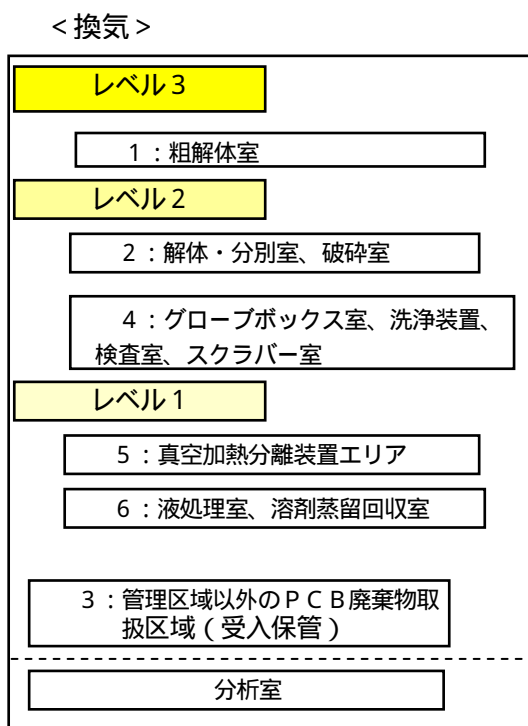 ＜換気＞
レベル3
1：粗解体室
レベル2
2：解体・分別室、破砕室
4：グローブボックス室、洗浄装置、
検査室、スクラバー室
レベル1
5：真空加熱分離装置エリア
6：液処理室、溶剤蒸留回収室
3：管理区域以外のＰＣＢ廃棄物取
扱区域（受入保管）
分析室